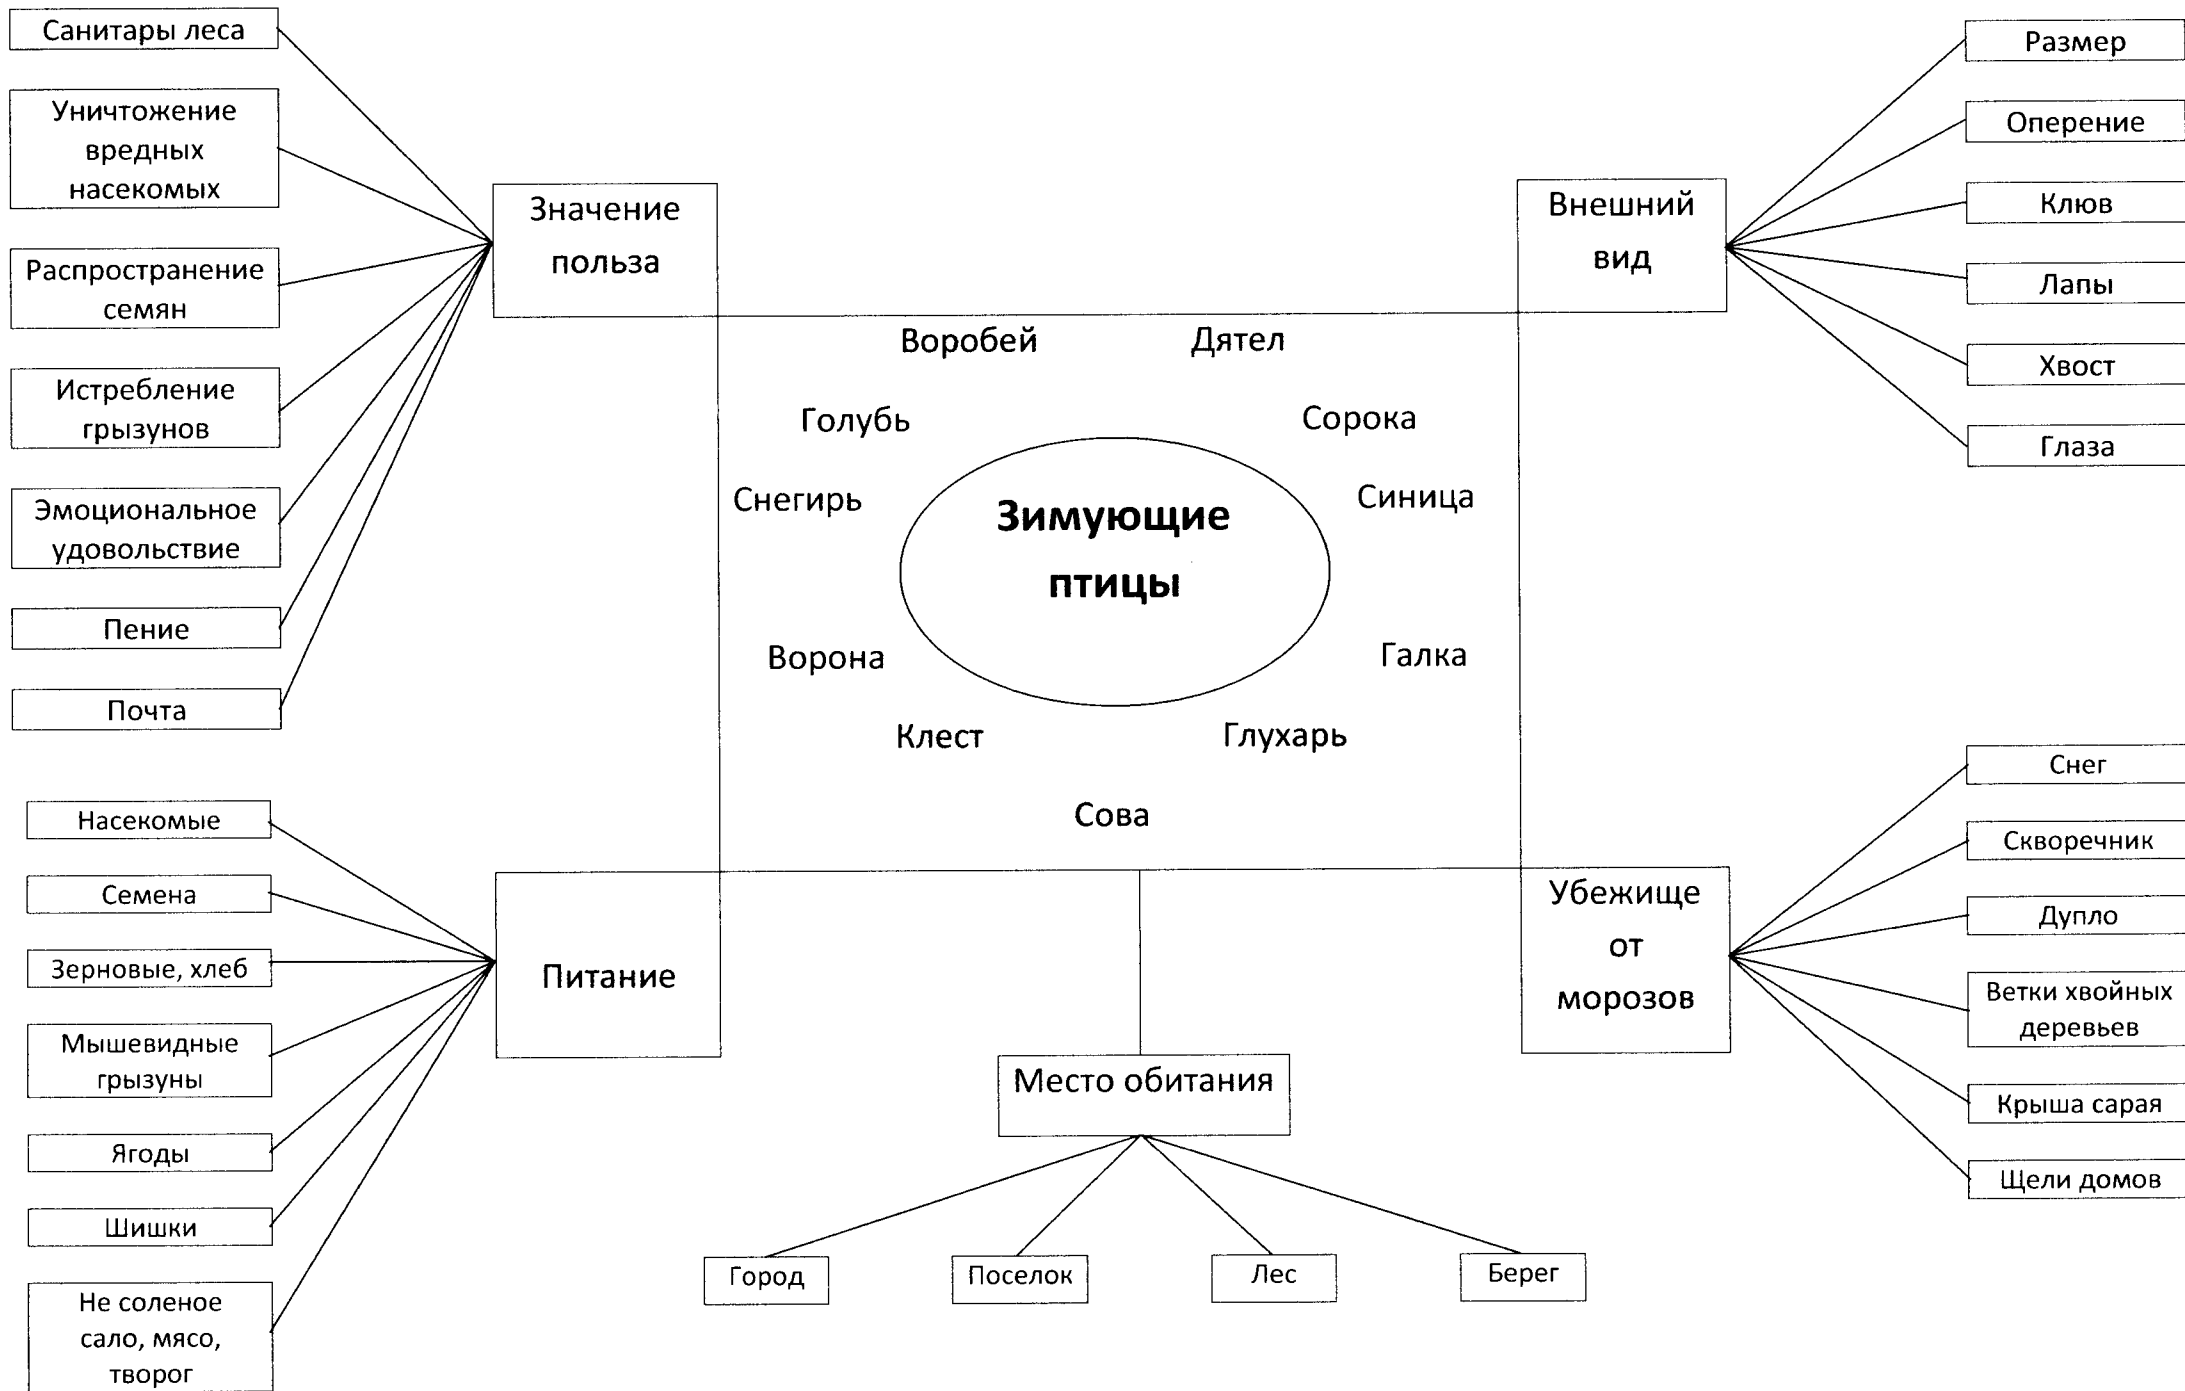 Санитары леса
Уничтожение
вредных
насекомых
Распространение
семян
Истребление
грызунов
Эмоциональное
удовольствие
Пение
Почта
Значение
польза
Внешний
вид
Размер
Оперение
Клюв
Лапы
Хвост
Глаза
Воробей
Дятел
Голубь
Сорока
Снегирь
Синица
Зимующие
птицы
Ворона
Галка
Клест
Глухарь
Сова
Насекомые
Семена
Зерновые, хлеб
Мышевидные
грызуны
Ягоды
Шишки
Не соленое
сало, мясо,
творог
Питание
Место обитания
Город
Поселок
Лес
Берег
Убежище
от
морозов
Снег
Скворечник
Дупло
Ветки хвойных
деревьев
Крыша сарая
Щели домов